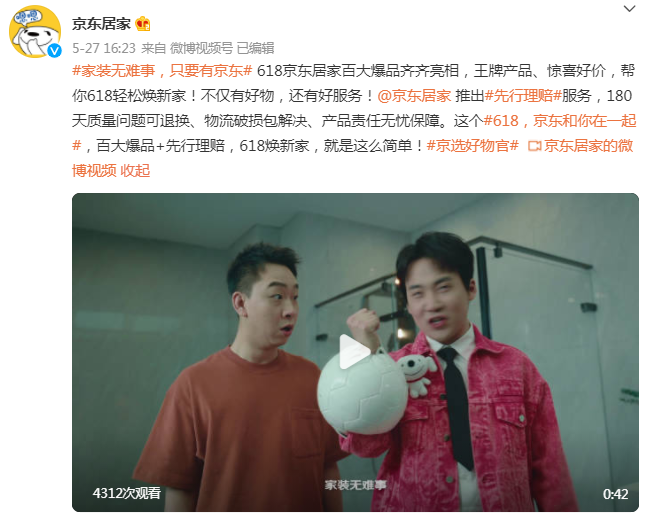 嘿嘿
京东居家
5-27 16:23 来自 微博视频号 已编辑
#家装无难事，只要有京东# 618京东居家百大爆品齐齐亮相，王牌产品、惊喜好价，帮
你618轻松焕新家！不仅有好物，还有好服务！@京东居家 推出#先行理赔#服务，180
天质量问题可退换、物流破损包解决、产品责任无忧保障。这个#618，京东和你在一起
#，百大爆品+先行理赔，618焕新家，就是这么简单！#京选好物官# 京东居家的微
博视频 收起
家装无难事
4312次观看
0:42